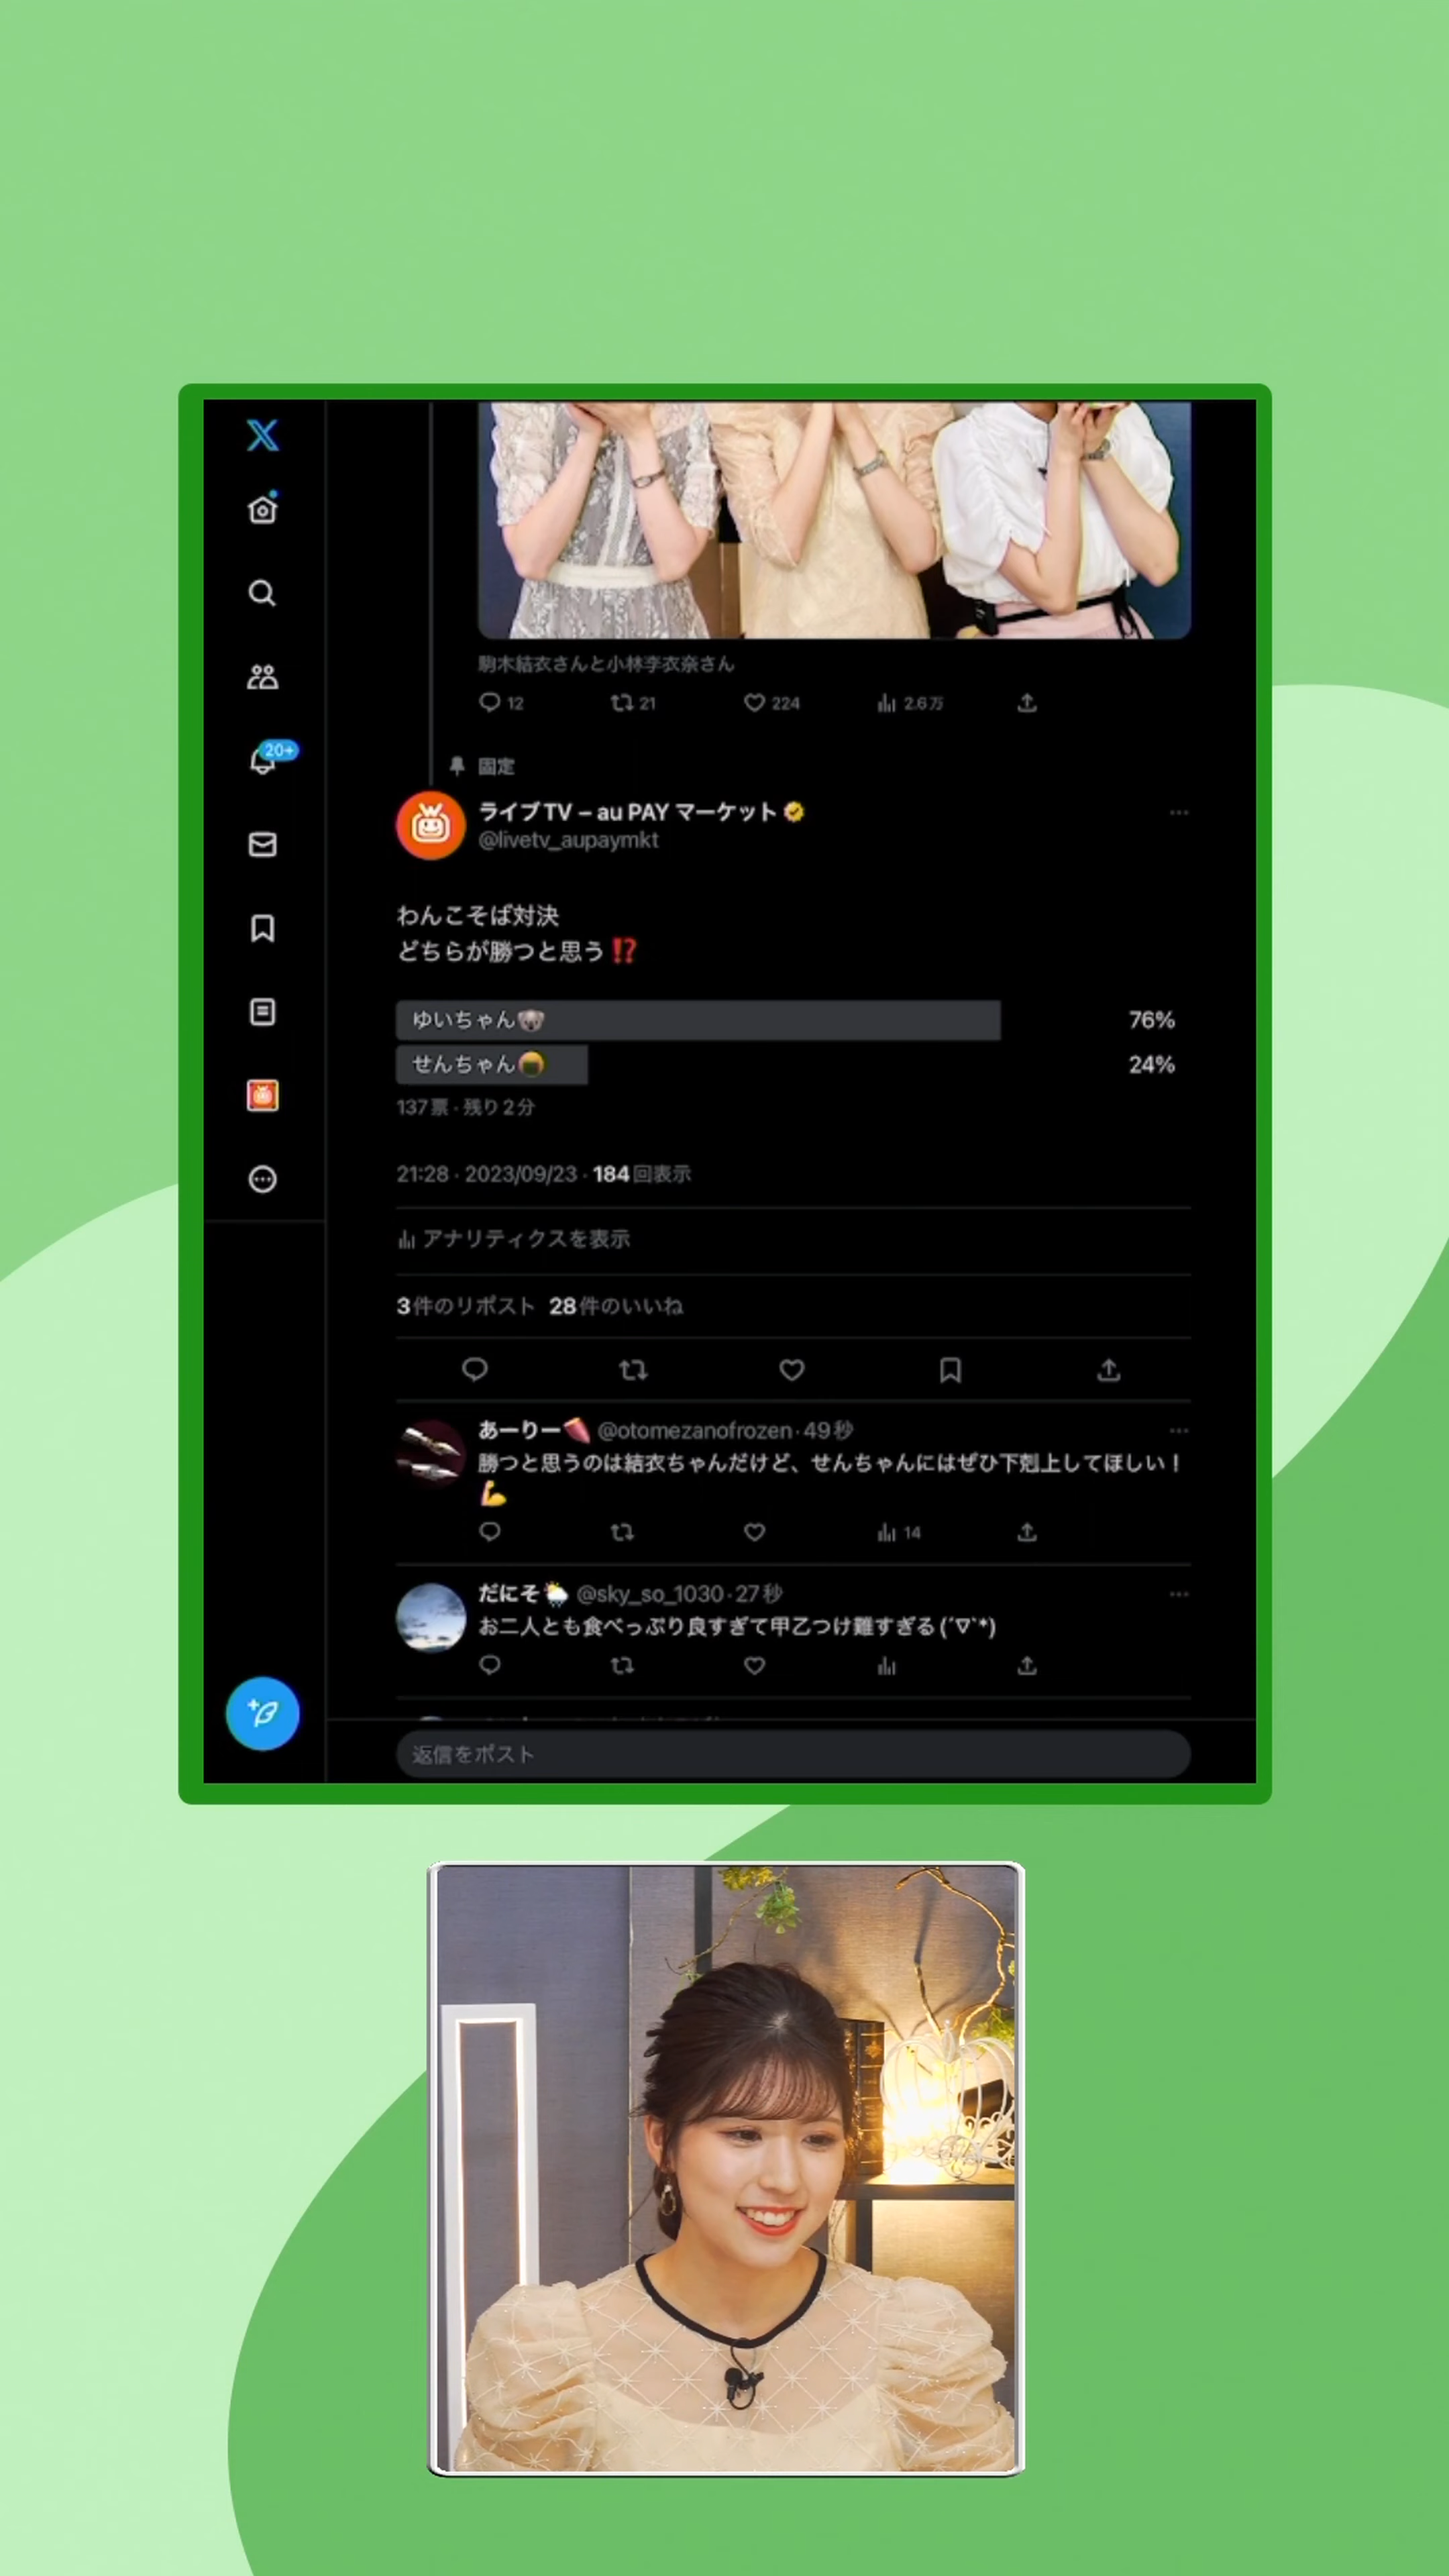 駒木結衣さんと小林李衣奈さん
12 21 224 2.6万
20+
固定
ライブTV – au PAY マーケット
@livetv_aupaymkt
わんこそば対決
どちらが勝つと思う⁉️
ゆいちゃん🐨 76%
せんちゃん🍘 24%
137票・残り2分
21:28・2023/09/23・184回表示
アナリティクスを表示
3件のリポスト 28件のいいね
あーりー🍠 @otomezanofrozen・49秒
勝つと思うのは結衣ちゃんだけど、せんちゃんにはぜひ下剋上してほしい！
💪
14
だにそ🌦 @sky_so_1030・27秒
お二人とも食べっぷり良すぎて甲乙つけ難すぎる(´∇`*)
返信をポスト